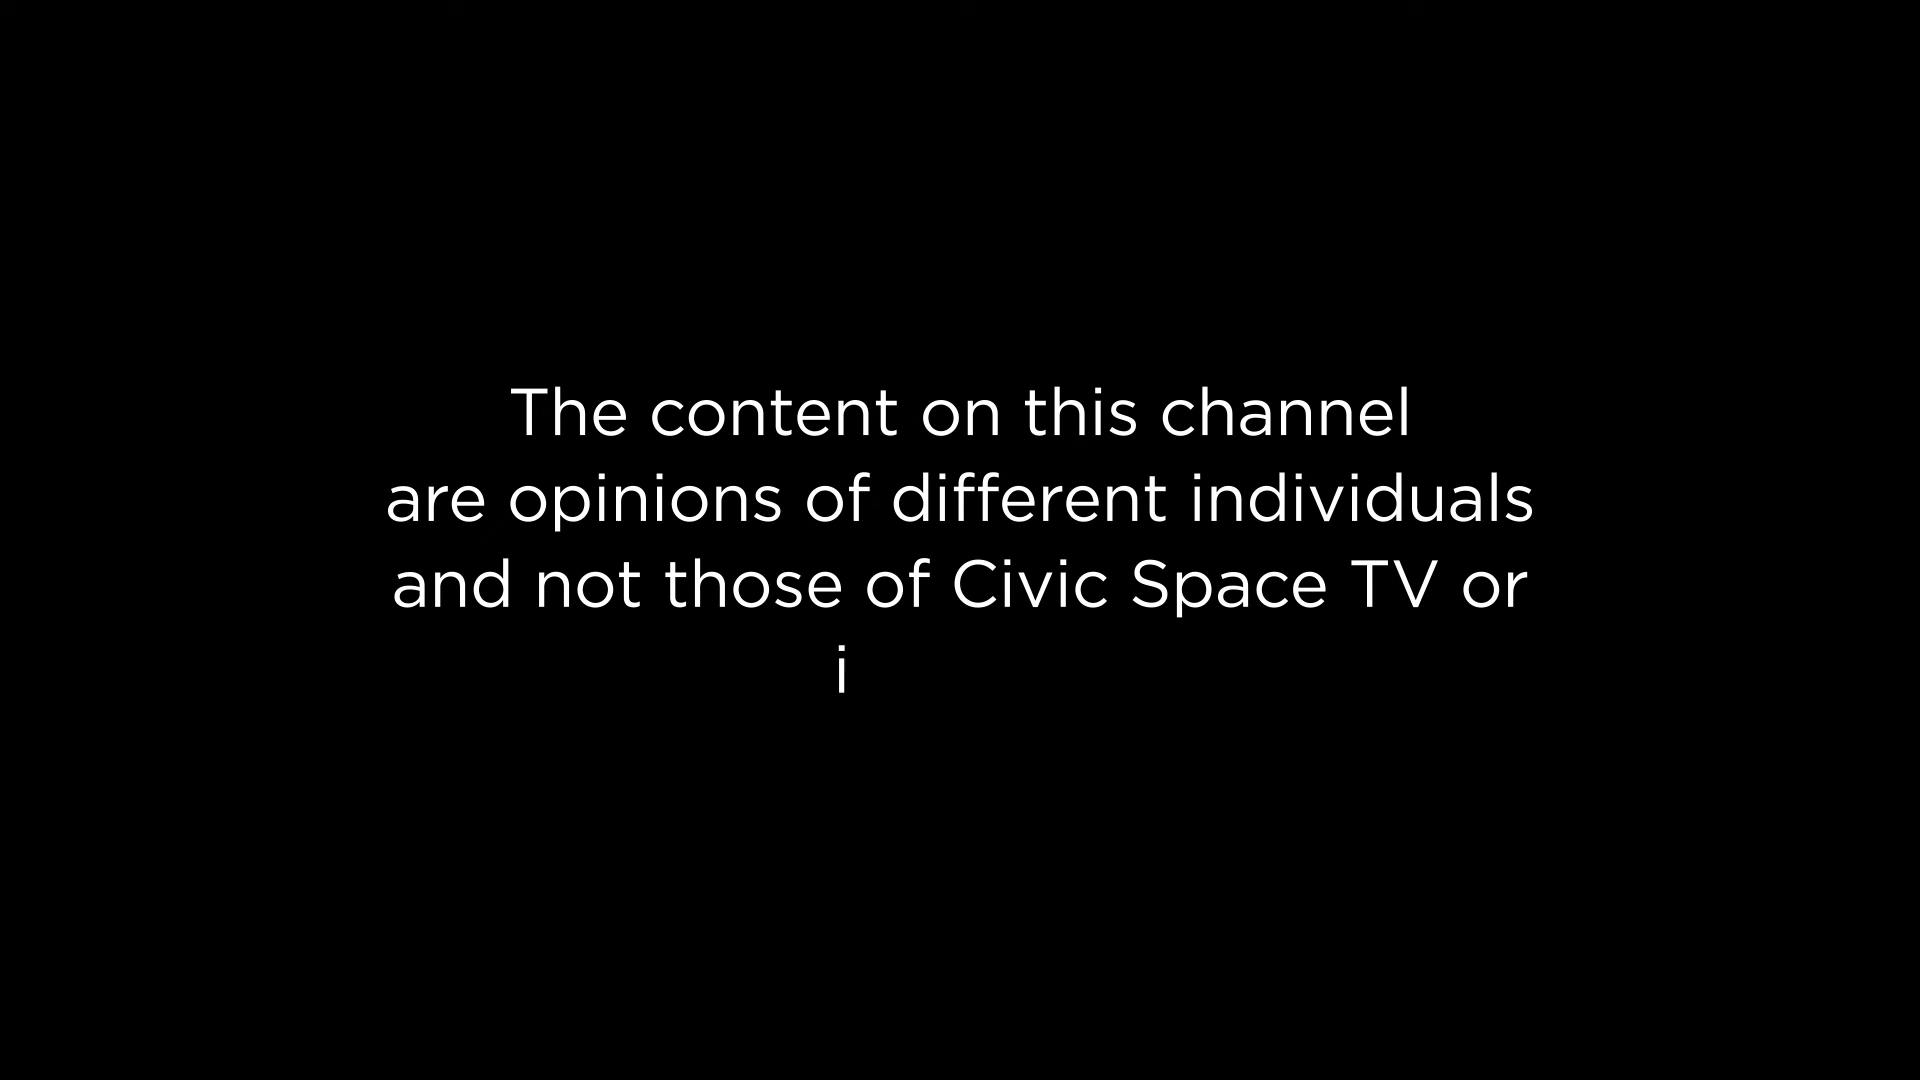 The content on this channel
are opinions of different individuals
and not those of Civic Space TV or
i